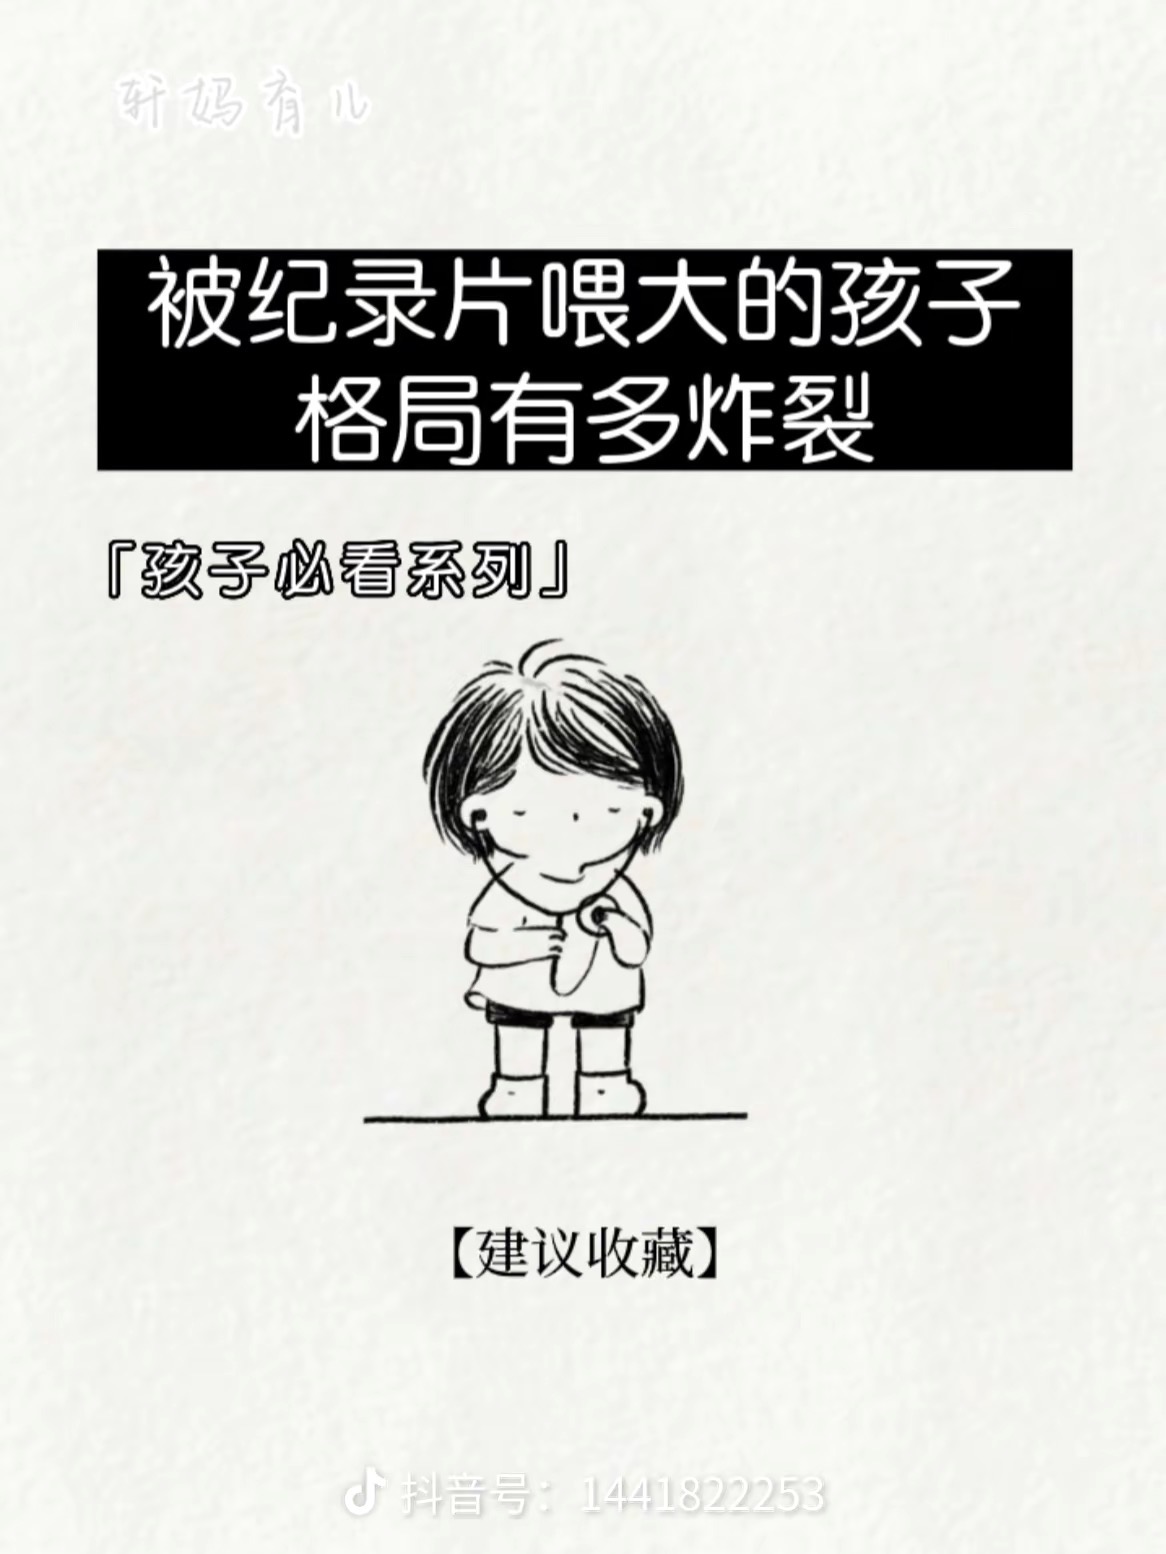 轩妈育儿
被纪录片喂大的孩子
格局有多炸裂
「孩子必看系列」
【建议收藏】
抖音号：1441822253